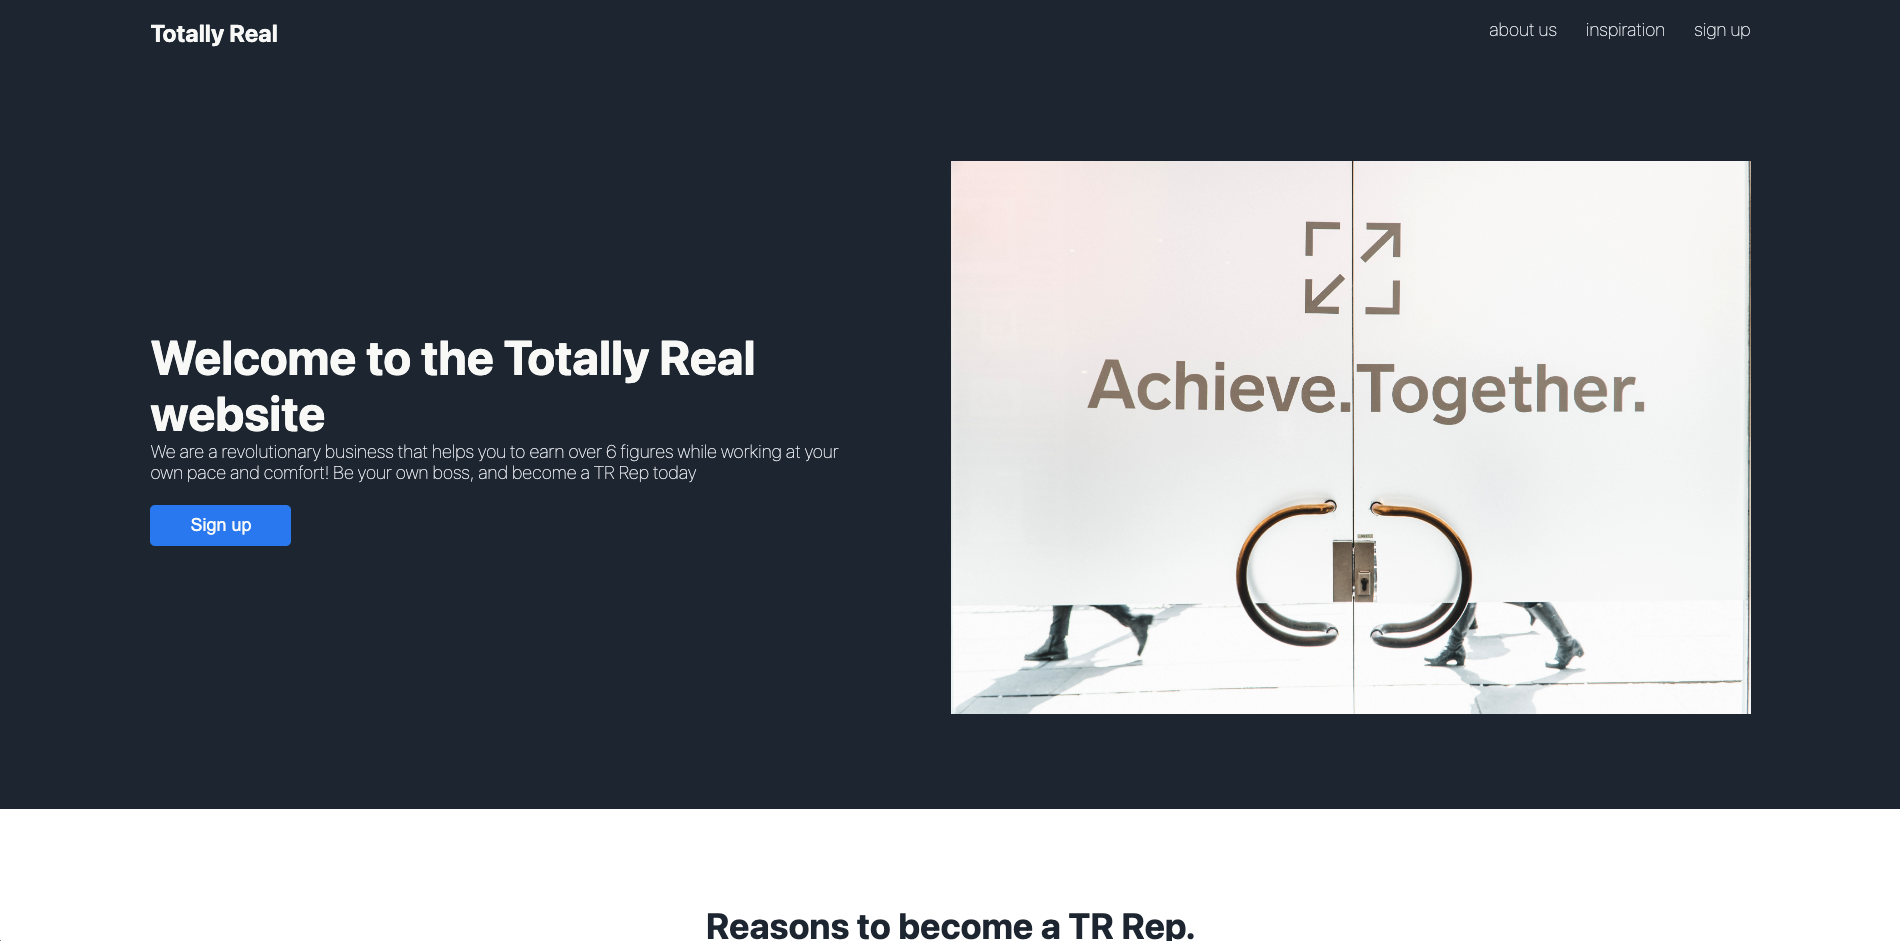 Totally Real
about us
inspiration
sign up
Welcome to the Totally Real
website
We are a revolutionary business that helps you to earn over 6 figures while working at your
own pace and comfort! Be your own boss, and become a TR Rep today
Sign up
Achieve.Together.
Reasons to become a TR Rep.